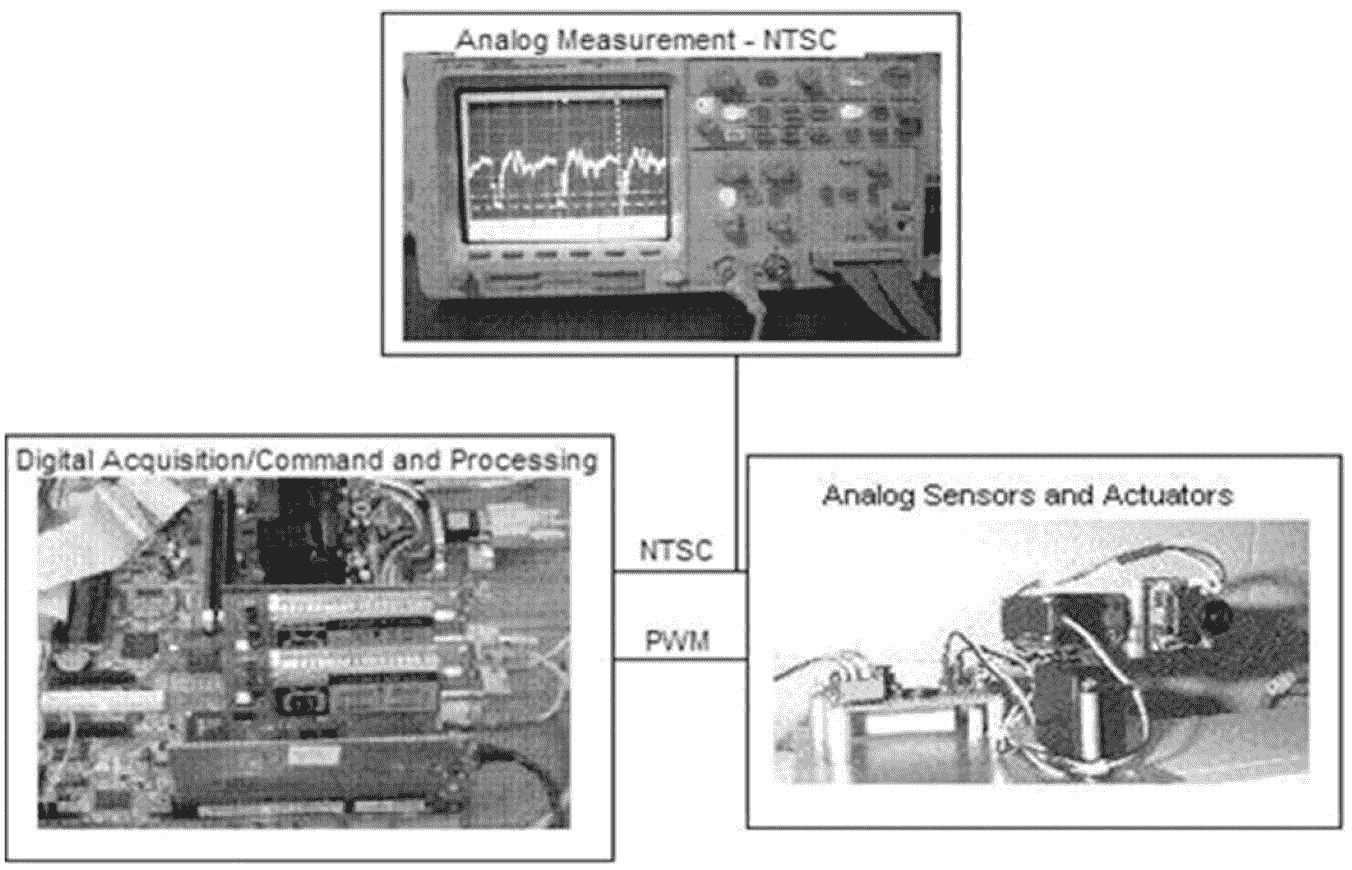 Analog Measurement - NTSC
Digital Acquisition/Command and Processing
Analog Sensors and Actuators
NTSC
PWM